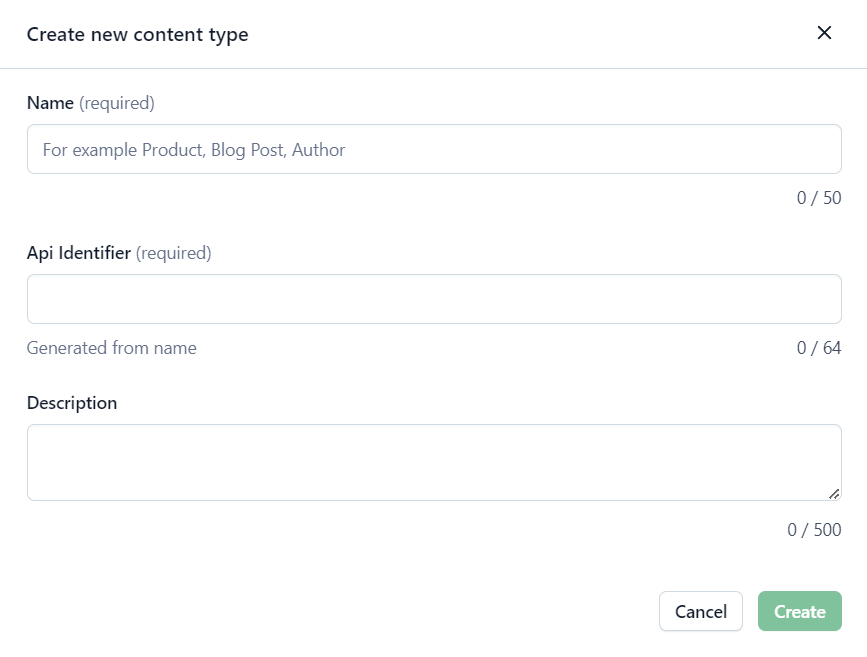 Create new content type
Name (required)
For example Product, Blog Post, Author
0 / 50
Api Identifier (required)
Generated from name
0 / 64
Description
0 / 500
Cancel
Create